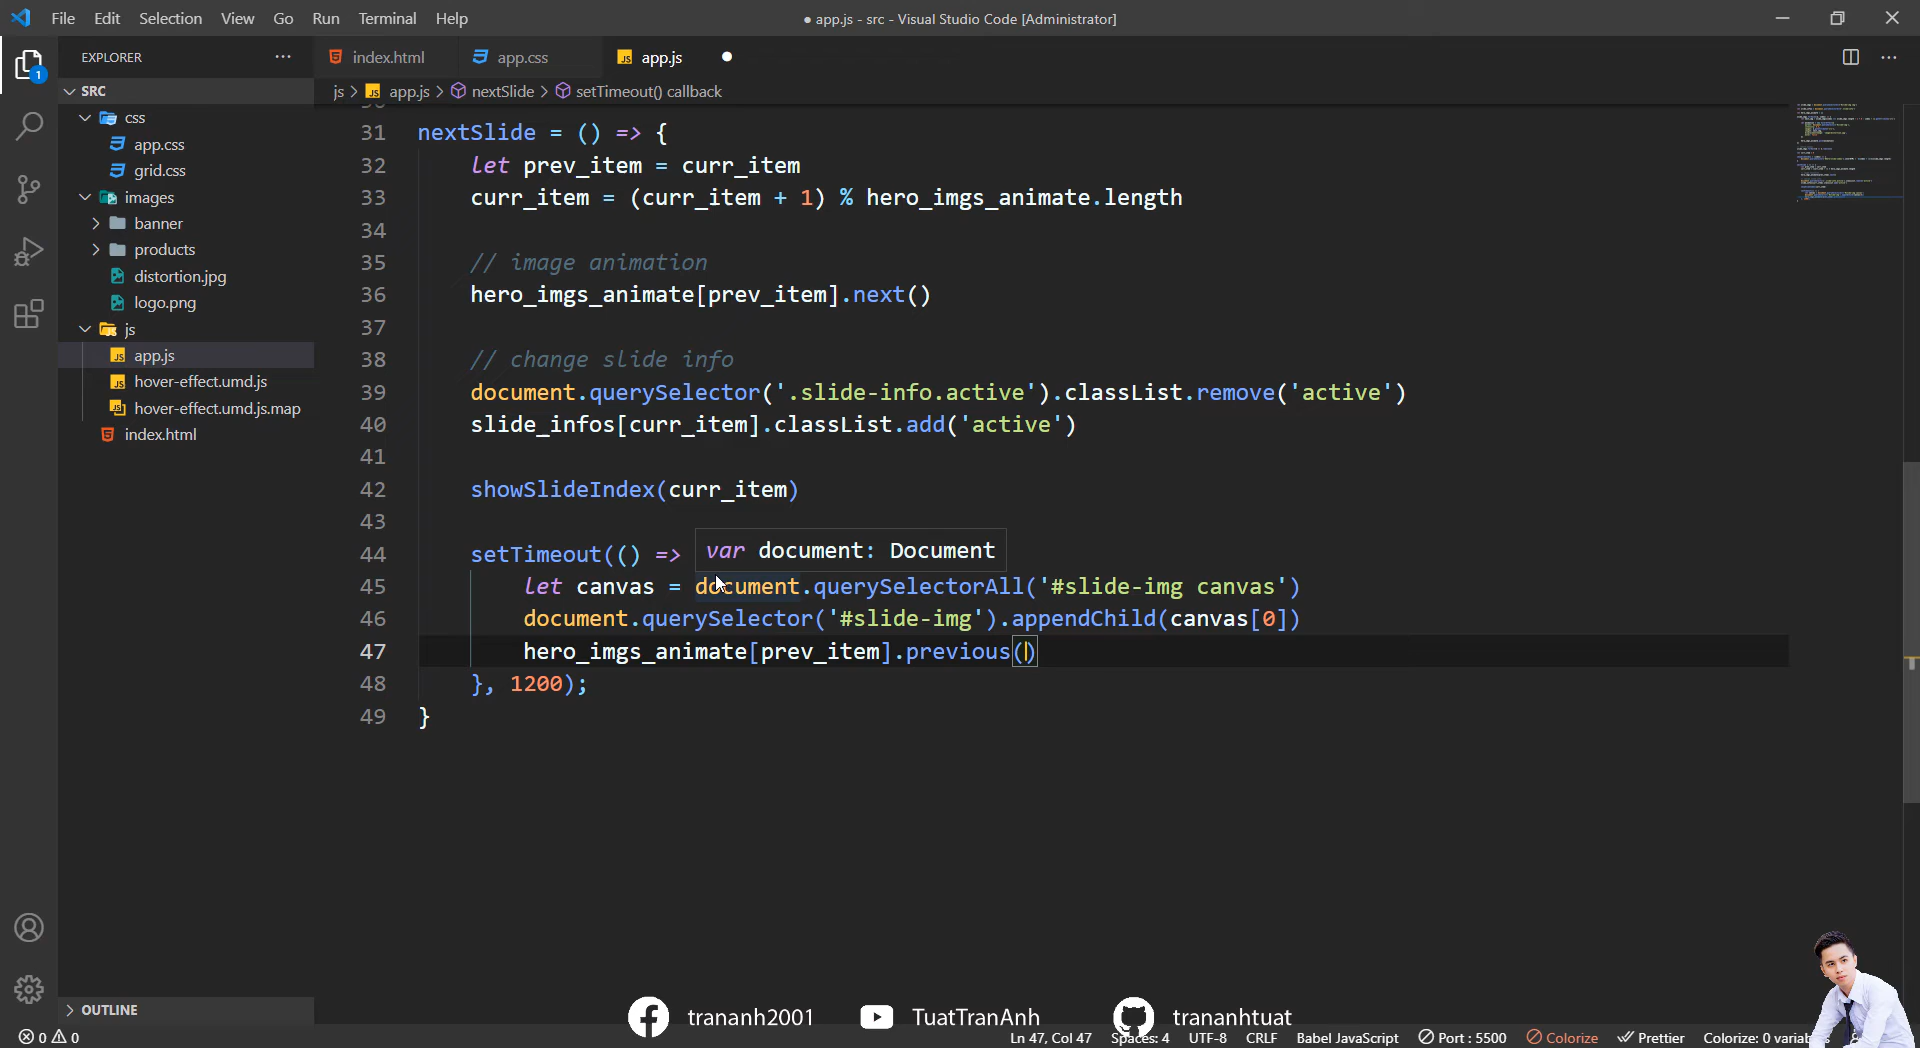 File Edit Selection View Go Run Terminal Help
● app.js - src - Visual Studio Code [Administrator]
EXPLORER
index.html
app.css
app.js
SRC
js > app.js > nextSlide > setTimeout() callback
css
app.css
grid.css
images
banner
products
distortion.jpg
logo.png
js
app.js
hover-effect.umd.js
hover-effect.umd.js.map
index.html
OUTLINE
1
31 nextSlide = () => {
32 let prev_item = curr_item
33 curr_item = (curr_item + 1) % hero_imgs_animate.length
34
35 // image animation
36 hero_imgs_animate[prev_item].next()
37
38 // change slide info
39 document.querySelector('.slide-info.active').classList.remove('active')
40 slide_infos[curr_item].classList.add('active')
41
42 showSlideIndex(curr_item)
43
var document: Document
44 setTimeout(() =>
45 let canvas = document.querySelectorAll('#slide-img canvas')
46 document.querySelector('#slide-img').appendChild(canvas[0])
47 hero_imgs_animate[prev_item].previous()
48 }, 1200);
49 }
trananh2001 TuatTranAnh trananhtuat
0 0 Ln 47, Col 47 Spaces: 4 UTF-8 CRLF Babel JavaScript Port : 5500 Colorize Prettier Colorize: 0